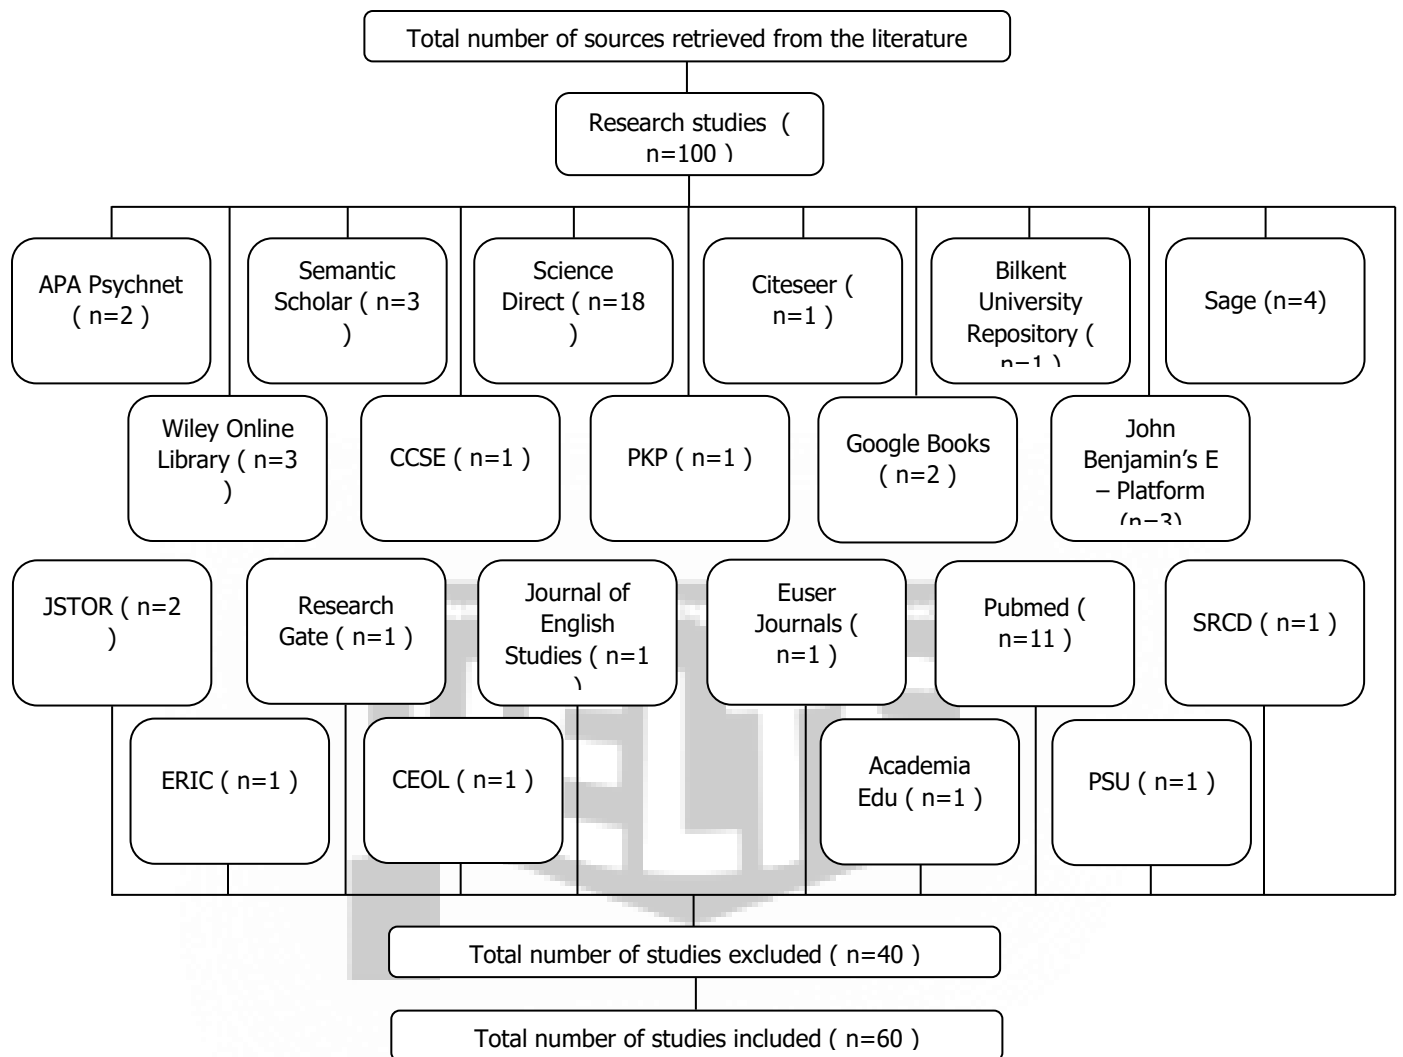 Total number of sources retrieved from the literature
Research studies (
n=100 )
APA Psychnet
( n=2 )
Semantic
Scholar ( n=3
)
Science
Direct ( n=18
)
Citeseer (
n=1 )
Bilkent
University
Repository (
n=1 )
Sage (n=4)
Wiley Online
Library ( n=3
)
CCSE ( n=1 )
PKP ( n=1 )
Google Books
( n=2 )
John
Benjamin’s E
– Platform
(n=3)
JSTOR ( n=2
)
Research
Gate ( n=1 )
Journal of
English
Studies ( n=1
)
Euser
Journals (
n=1 )
Pubmed (
n=11 )
SRCD ( n=1 )
ERIC ( n=1 )
CEOL ( n=1 )
Academia
Edu ( n=1 )
PSU ( n=1 )
Total number of studies excluded ( n=40 )
Total number of studies included ( n=60 )